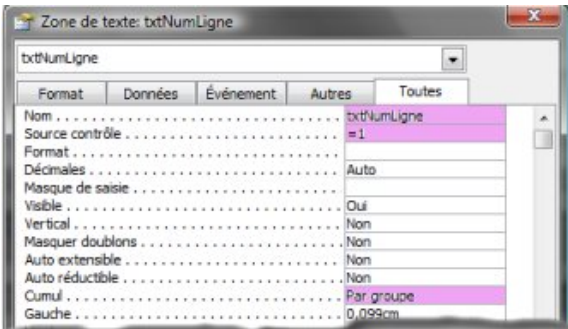 Zone de texte: txtNumLigne
txtNumLigne
Format Données Événement Autres Toutes
Nom txtNumLigne
Source contrôle =1
Format
Décimales Auto
Masque de saisie
Visible Oui
Vertical Non
Masquer doublons Non
Auto extensible Non
Auto réductible Non
Cumul Par groupe
Gauche 0,099cm